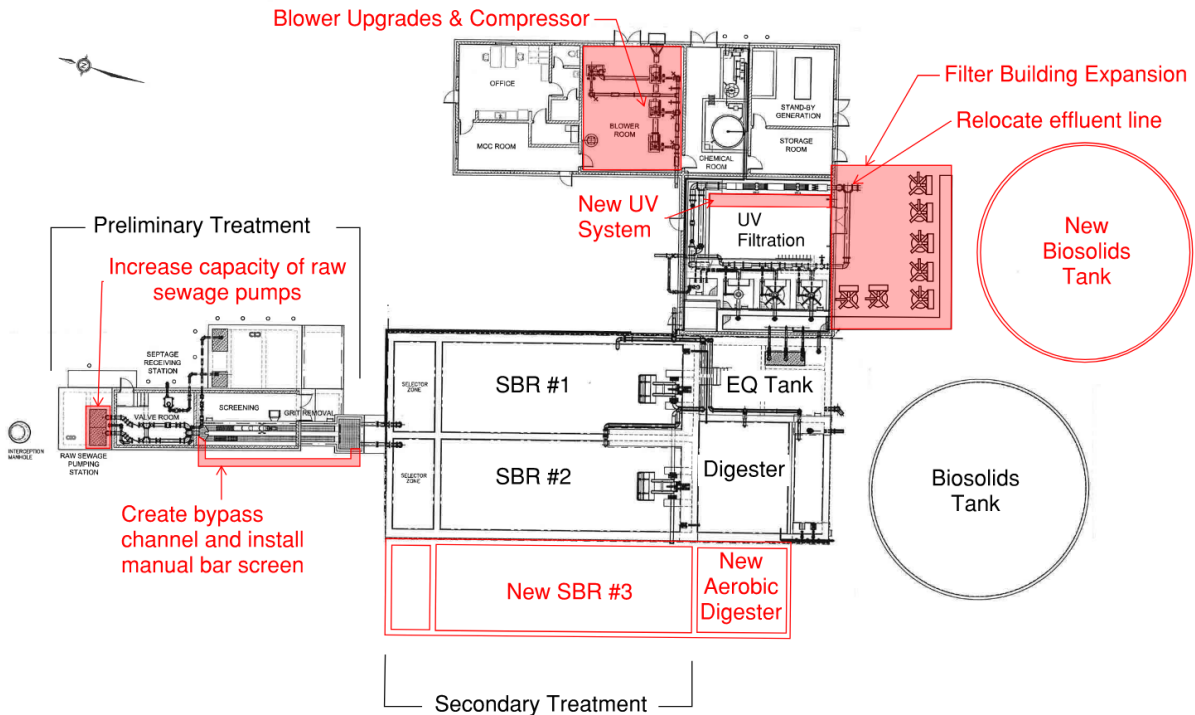 Blower Upgrades & Compressor
Filter Building Expansion
Relocate effluent line
OFFICE
MCC ROOM
BLOWER
ROOM
CHEMICAL
ROOM
STAND-BY
GENERATION
STORAGE
ROOM
New UV
System
UV
Filtration
New
Biosolids
Tank
Preliminary Treatment
Increase capacity of raw
sewage pumps
SEPTAGE
RECEIVING
STATION
VALVE ROOM
SCREENING
GRIT REMOVAL
INTERCEPTION
MANHOLE
RAW SEWAGE
PUMPING
STATION
SELECTOR
ZONE
SBR #1
EQ Tank
SELECTOR
ZONE
SBR #2
Digester
Biosolids
Tank
Create bypass
channel and install
manual bar screen
New SBR #3
New
Aerobic
Digester
Secondary Treatment